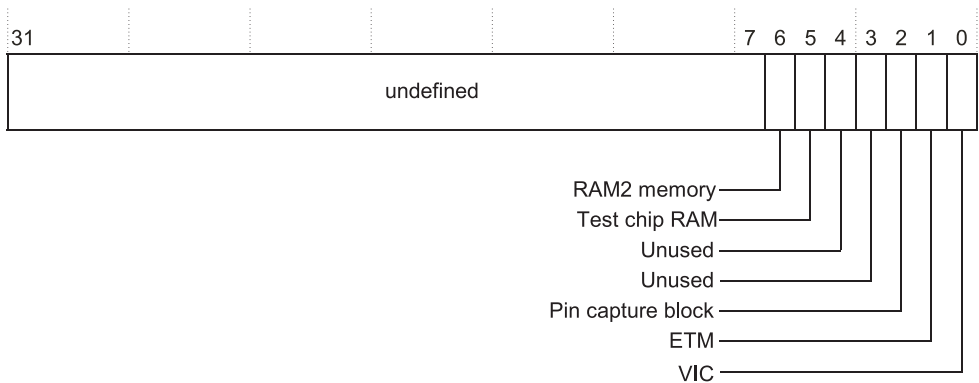 31 7 6 5 4 3 2 1 0
undefined
RAM2 memory
Test chip RAM
Unused
Unused
Pin capture block
ETM
VIC